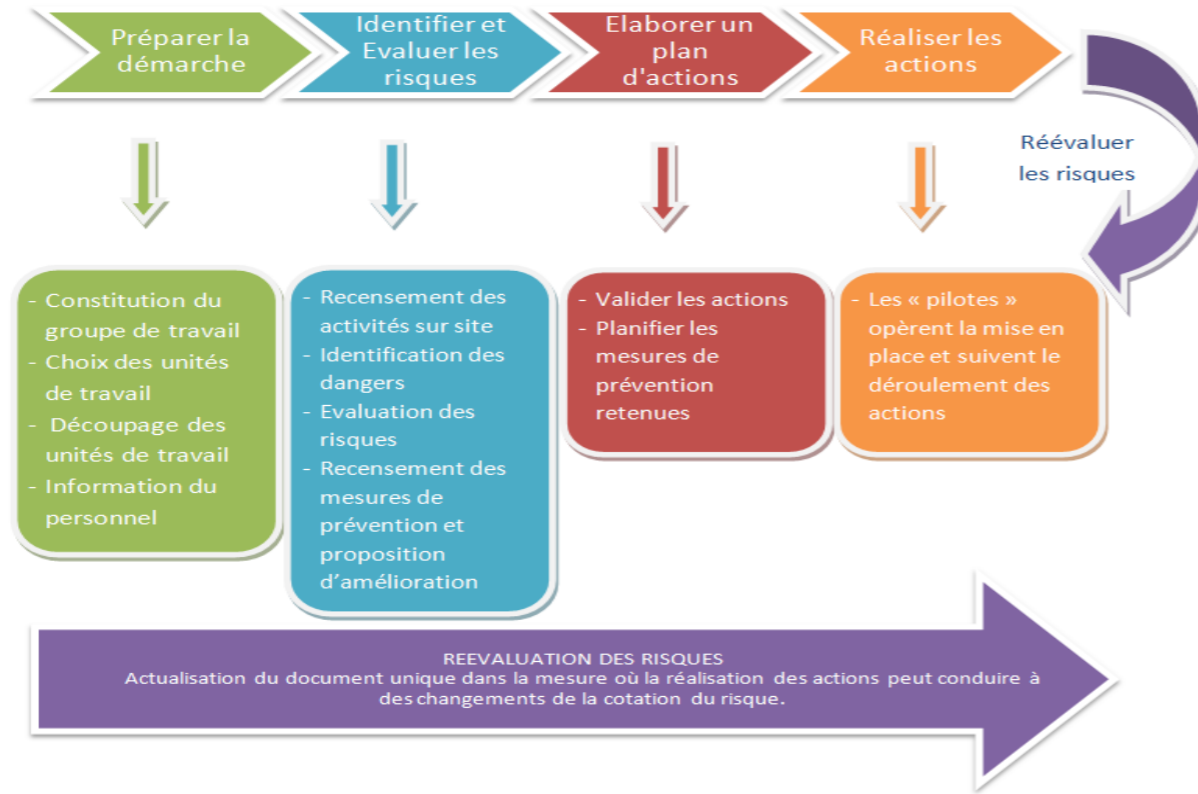 Préparer la
démarche
Identifier et
Evaluer les
risques
Elaborer un
plan
d'actions
Réaliser les
actions
Réévaluer
les risques
- Constitution du
groupe de travail
- Choix des unités
de travail
- Découpage des
unités de travail
- Information du
personnel
- Recensement des
activités sur site
- Identification des
dangers
- Evaluation des
risques
- Recensement des
mesures de
prévention et
proposition
d’amélioration
- Valider les actions
- Planifier les
mesures de
prévention
retenues
- Les « pilotes »
opèrent la mise en
place et suivent le
déroulement des
actions
REEVALUATION DES RISQUES
Actualisation du document unique dans la mesure où la réalisation des actions peut conduire à
des changements de la cotation du risque.